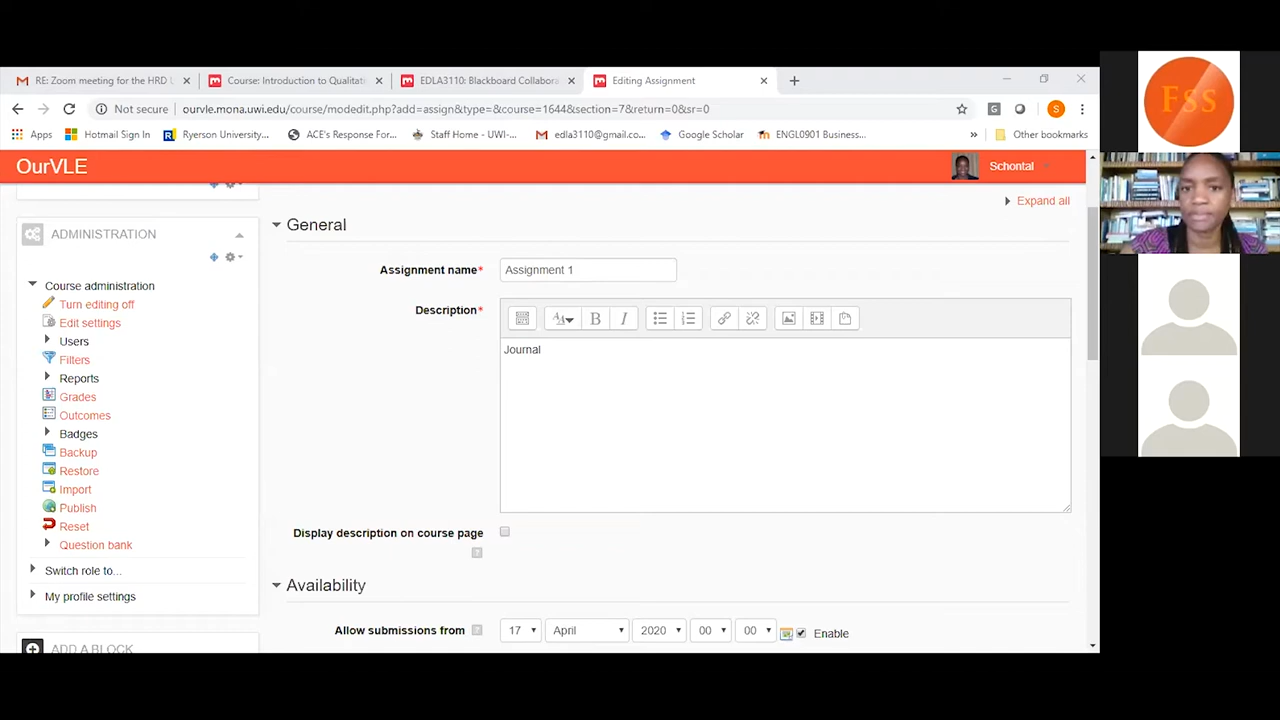 RE: Zoom meeting for the HRD
Course: Introduction to Qualitati
EDLA3110: Blackboard Collabora
Editing Assignment
Not secure
ourvle.mona.uwi.edu/course/modedit.php?add=assign&type=&course=1644&section=7&return=0&sr=0
G
S
Apps
Hotmail Sign In
Ryerson University...
ACE's Response For...
Staff Home - UWI-...
edla3110@gmail.co...
Google Scholar
ENGL0901 Business...
»
Other bookmarks
FSS
OurVLE
Schontal
Expand all
ADMINISTRATION
Course administration
Turn editing off
Edit settings
Users
Filters
Reports
Grades
Outcomes
Badges
Backup
Restore
Import
Publish
Reset
Question bank
Switch role to...
My profile settings
ADD A BLOCK
General
Assignment name*
Assignment 1
Description*
B
I
Journal
Display description on course page
?
Availability
Allow submissions from ? 17 April 2020 00 00 Enable